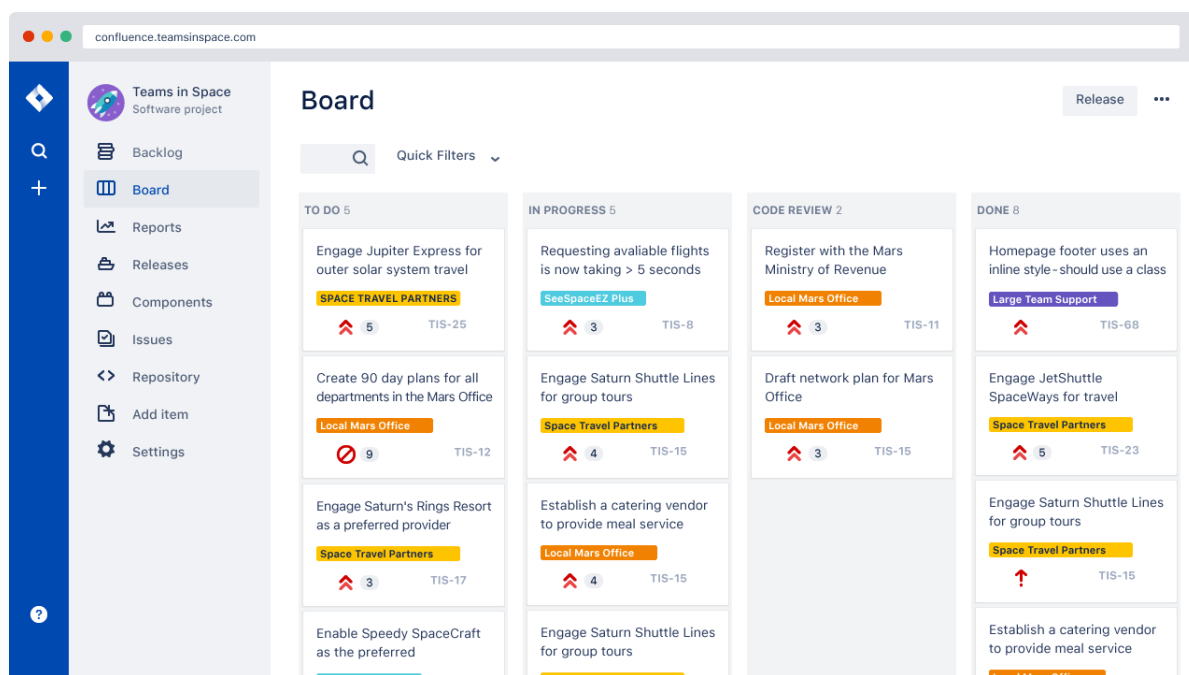 confluence.teamsinspace.com
Teams in Space
Software project
Backlog
Board
Reports
Releases
Components
Issues
Repository
Add item
Settings
?
Board
Release
Quick Filters
TO DO 5
Engage Jupiter Express for
outer solar system travel
SPACE TRAVEL PARTNERS
5 TIS-25
Create 90 day plans for all
departments in the Mars Office
Local Mars Office
9 TIS-12
Engage Saturn's Rings Resort
as a preferred provider
Space Travel Partners
3 TIS-17
Enable Speedy SpaceCraft
as the preferred
IN PROGRESS 5
Requesting avaliable flights
is now taking > 5 seconds
SeeSpaceEZ Plus
3 TIS-8
Engage Saturn Shuttle Lines
for group tours
Space Travel Partners
4 TIS-15
Establish a catering vendor
to provide meal service
Local Mars Office
4 TIS-15
Engage Saturn Shuttle Lines
for group tours
CODE REVIEW 2
Register with the Mars
Ministry of Revenue
Local Mars Office
3 TIS-11
Draft network plan for Mars
Office
Local Mars Office
3 TIS-15
DONE 8
Homepage footer uses an
inline style-should use a class
Large Team Support
TIS-68
Engage JetShuttle
SpaceWays for travel
Space Travel Partners
5 TIS-23
Engage Saturn Shuttle Lines
for group tours
Space Travel Partners
TIS-15
Establish a catering vendor
to provide meal service